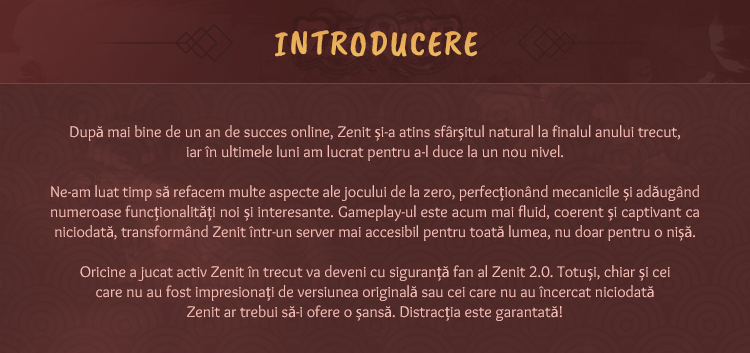 INTRODUCERE
După mai bine de un an de succes online, Zenit și-a atins sfârșitul natural la finalul anului trecut,
iar în ultimele luni am lucrat pentru a-l duce la un nou nivel.
Ne-am luat timp să refacem multe aspecte ale jocului de la zero, perfecționând mecanicile și adăugând
numeroase funcționalități noi și interesante. Gameplay-ul este acum mai fluid, coerent și captivant ca
niciodată, transformând Zenit într-un server mai accesibil pentru toată lumea, nu doar pentru o nișă.
Oricine a jucat activ Zenit în trecut va deveni cu siguranță fan al Zenit 2.0. Totuși, chiar și cei
care nu au fost impresionați de versiunea originală sau cei care nu au încercat niciodată
Zenit ar trebui să-i ofere o șansă. Distracția este garantată!